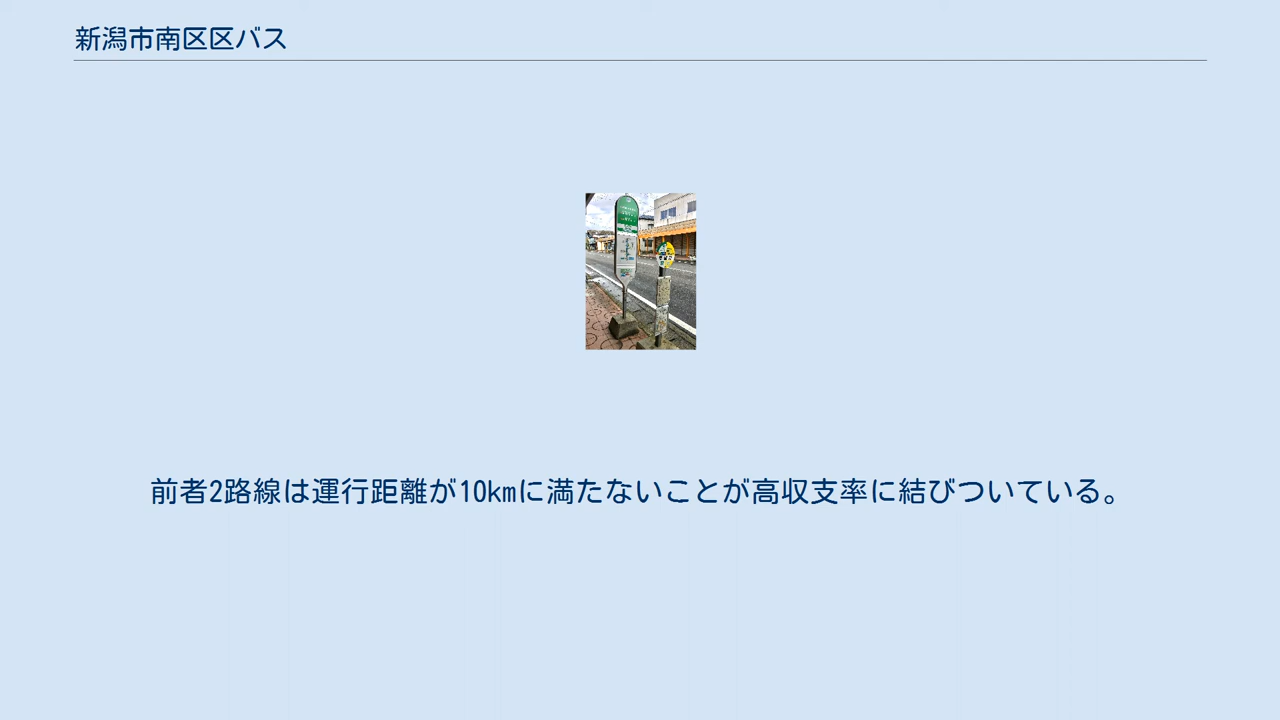 新潟市南区区バス
前者2路線は運行距離が10kmに満たないことが高収支率に結びついている。